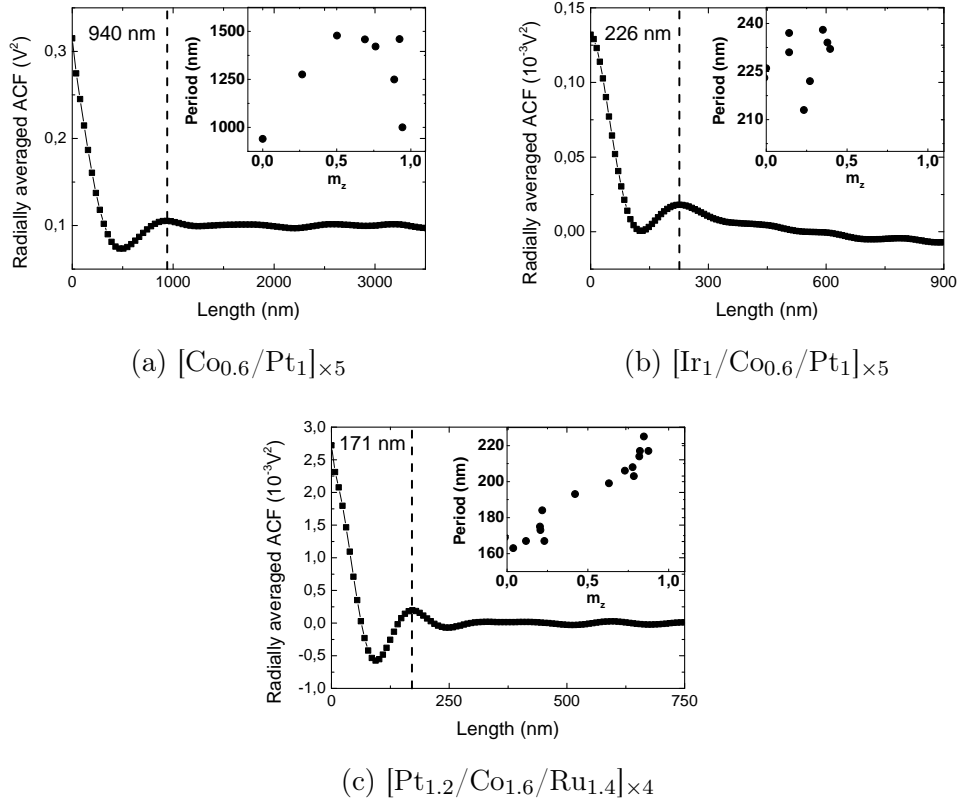 940 nm
0,3
0,2
0,1
Radially averaged ACF (V²)
0
1000
2000
3000
Length (nm)
1500
1250
1000
Period (nm)
0,0
0,5
1,0
m_z
(a) [Co₀.₆/Pt₁]×5
226 nm
0,15
0,10
0,05
0,00
Radially averaged ACF (10⁻³V²)
0
300
600
900
Length (nm)
240
225
210
Period (nm)
0,0
0,5
1,0
m_z
(b) [Ir₁/Co₀.₆/Pt₁]×5
171 nm
3,0
2,5
2,0
1,5
1,0
0,5
0,0
-0,5
-1,0
Radially averaged ACF (10⁻³V²)
0
250
500
750
Length (nm)
220
200
180
160
Period (nm)
0,0
0,5
1,0
m_z
(c) [Pt₁.₂/Co₁.₆/Ru₁.₄]×4